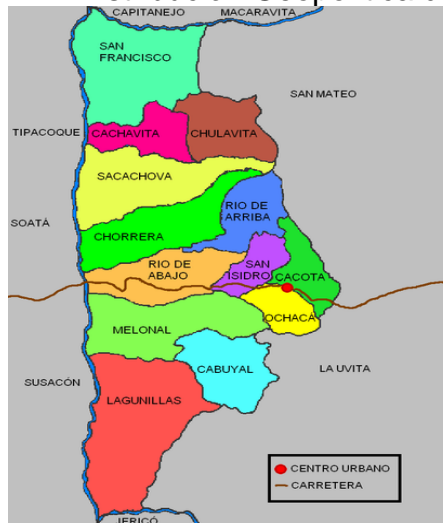 CAPITANEJO
MACARAVITA
SAN
FRANCISCO
SAN MATEO
TIPACOQUE
CACHAVITA
CHULAVITA
SACACHOVA
RIO DE
ARRIBA
SOATÁ
CHORRERA
RIO DE
ABAJO
SAN
ISIDRO
CACOTA
OCHACÁ
MELONAL
CABUYAL
LA UVITA
SUSACÓN
LAGUNILLAS
CENTRO URBANO
CARRETERA
JERICÓ